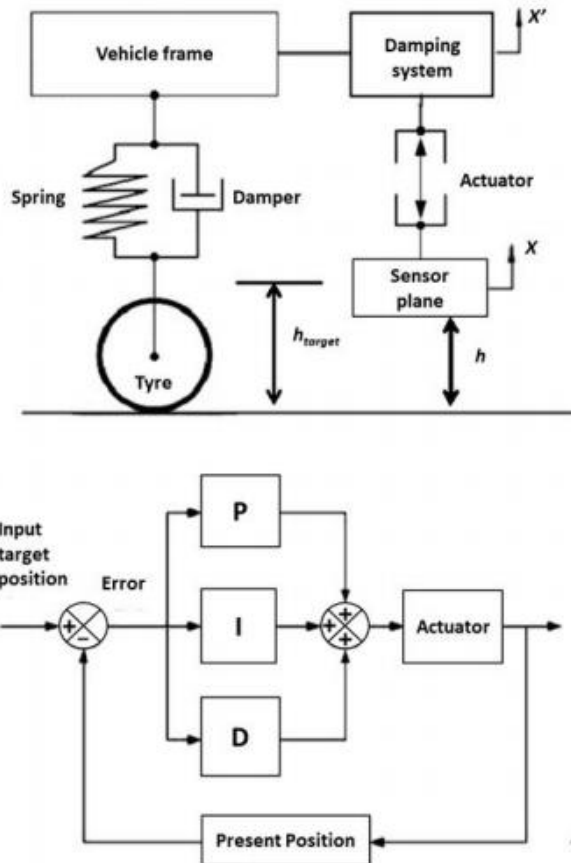 Vehicle frame
Damping
system
X'
Spring
Damper
Actuator
Sensor
plane
X
h target
h
Tyre
Input
target
position
Error
P
I
D
+
−
+
+
+
Actuator
Present Position